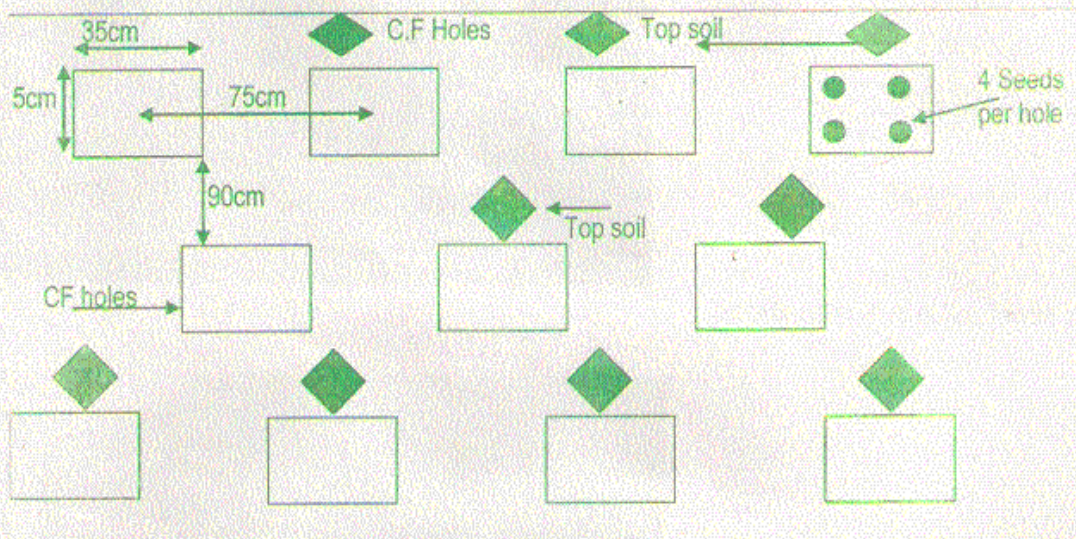 35cm
C.F Holes
Top soil
5cm
75cm
4 Seeds
per hole
90cm
Top soil
CF holes